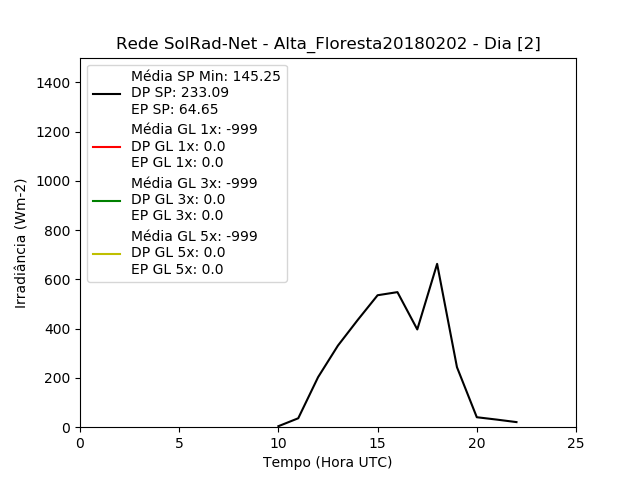 Rede SolRad-Net - Alta_Floresta20180202 - Dia [2]
Média SP Min: 145.25
DP SP: 233.09
EP SP: 64.65
Média GL 1x: -999
DP GL 1x: 0.0
EP GL 1x: 0.0
Média GL 3x: -999
DP GL 3x: 0.0
EP GL 3x: 0.0
Média GL 5x: -999
DP GL 5x: 0.0
EP GL 5x: 0.0
Irradiância (Wm-2)
1400
1200
1000
800
600
400
200
0
0 5 10 15 20 25
Tempo (Hora UTC)